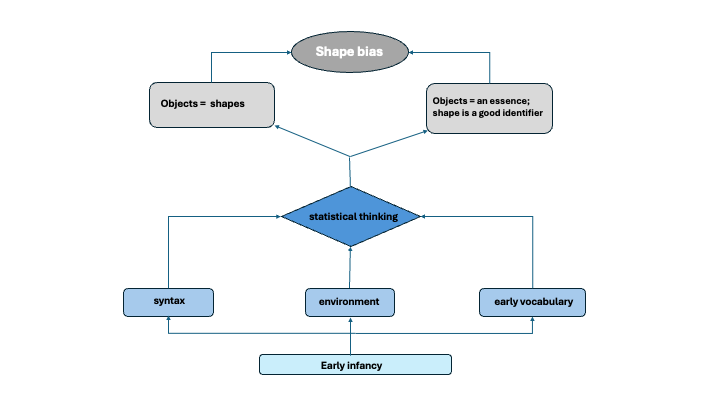 Shape bias
Objects = shapes
Objects = an essence;
shape is a good identifier
statistical thinking
syntax
environment
early vocabulary
Early infancy